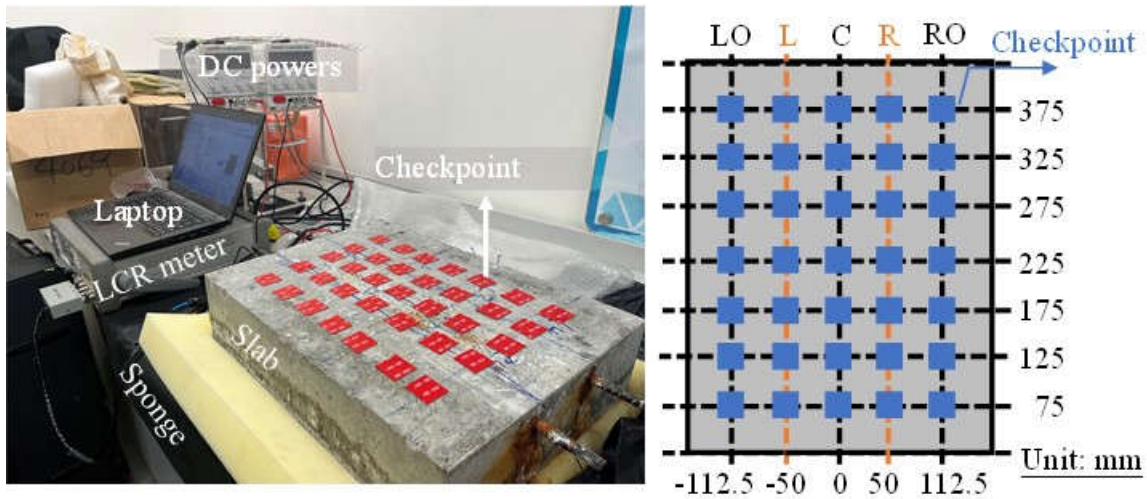 DC powers
4064
Checkpoint
Laptop
LCR meter
Slab
Sponge
LO L C R RO
Checkpoint
375
325
275
225
175
125
75
Unit: mm
-112.5 -50 0 50 112.5